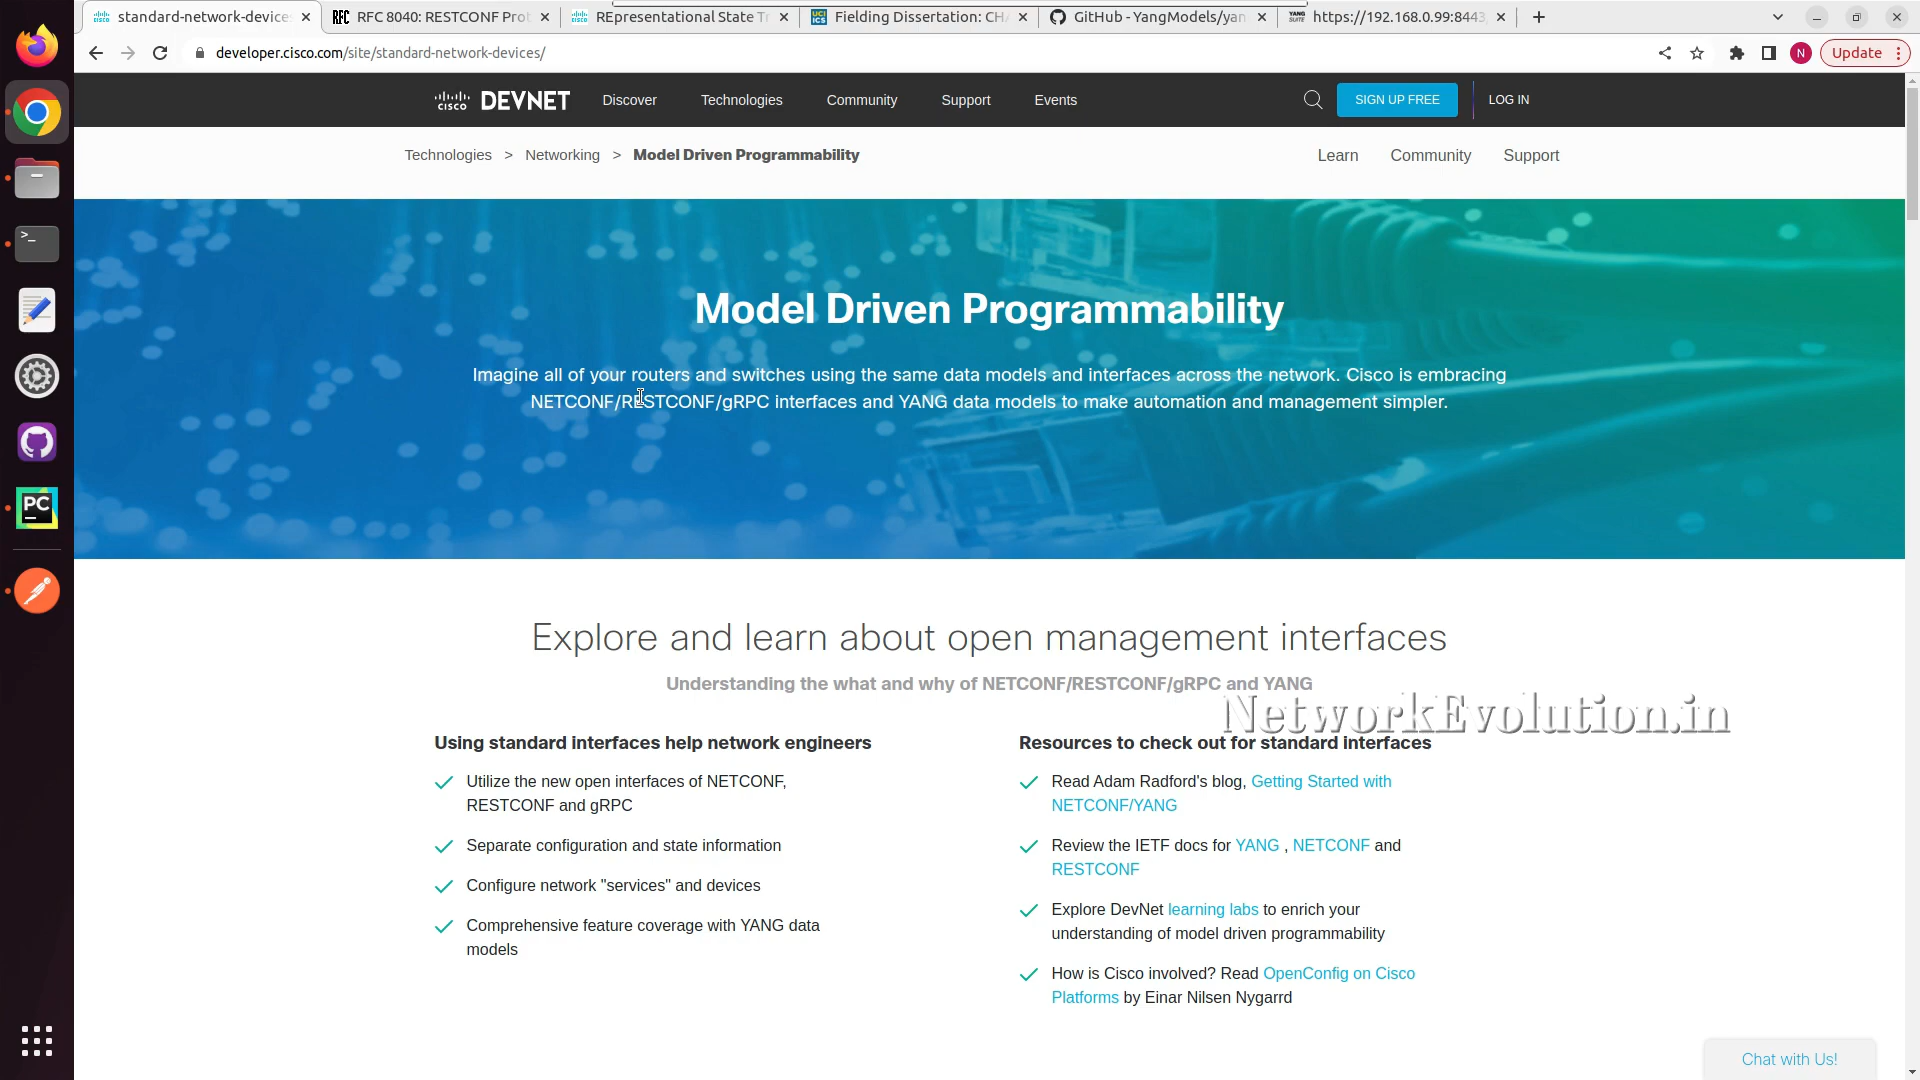 standard-network-device
RFC 8040: RESTCONF Prot
REpresentational State Tr
Fielding Dissertation: CHA
GitHub - YangModels/yan
https://192.168.0.99:8443
developer.cisco.com/site/standard-network-devices/
N
Update
CISCO DEVNET
Discover
Technologies
Community
Support
Events
SIGN UP FREE
LOG IN
Technologies > Networking > Model Driven Programmability
Learn
Community
Support
Model Driven Programmability
Imagine all of your routers and switches using the same data models and interfaces across the network. Cisco is embracing
NETCONF/RESTCONF/gRPC interfaces and YANG data models to make automation and management simpler.
Explore and learn about open management interfaces
Understanding the what and why of NETCONF/RESTCONF/gRPC and YANG
NetworkEvolution.in
Using standard interfaces help network engineers
Utilize the new open interfaces of NETCONF,
RESTCONF and gRPC
Separate configuration and state information
Configure network "services" and devices
Comprehensive feature coverage with YANG data
models
Resources to check out for standard interfaces
Read Adam Radford's blog, Getting Started with
NETCONF/YANG
Review the IETF docs for YANG , NETCONF and
RESTCONF
Explore DevNet learning labs to enrich your
understanding of model driven programmability
How is Cisco involved? Read OpenConfig on Cisco
Platforms by Einar Nilsen Nygarrd
Chat with Us!
PC